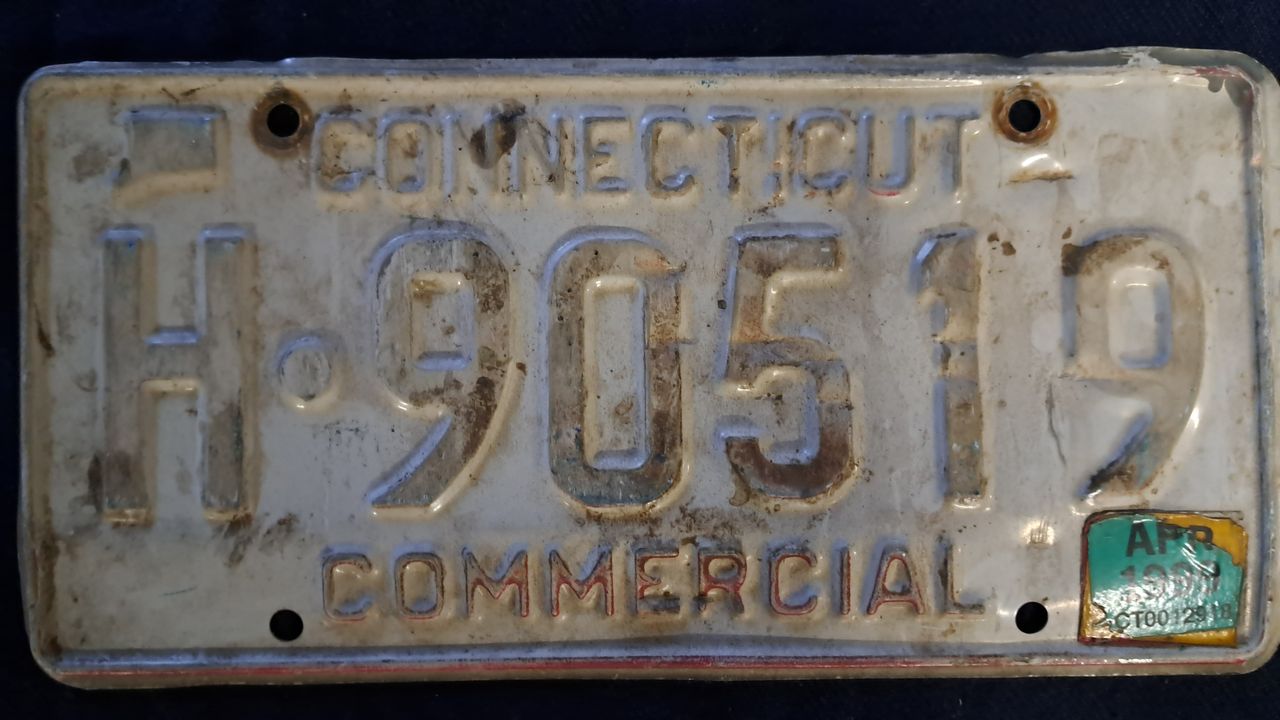 CONNECTICUT
H•90519
COMMERCIAL
APR